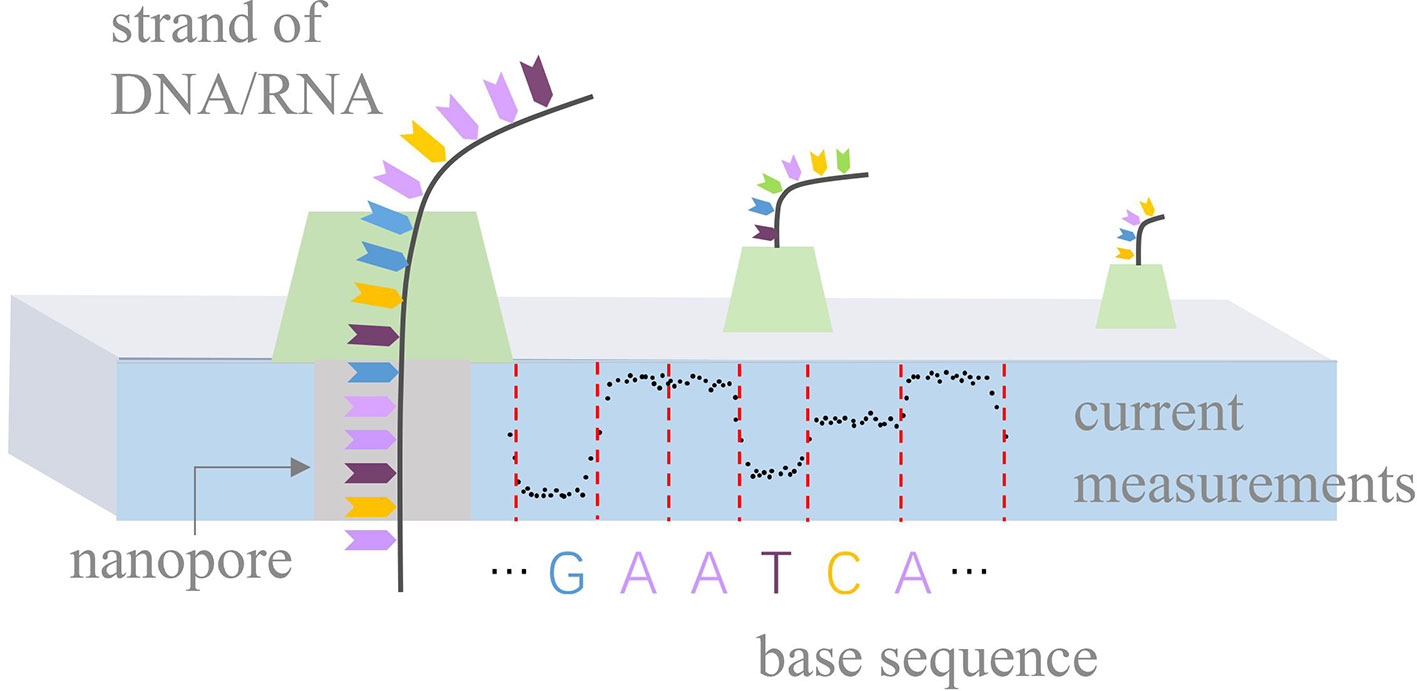 strand of
DNA/RNA
current
measurements
nanopore
··· G A A T C A ···
base sequence